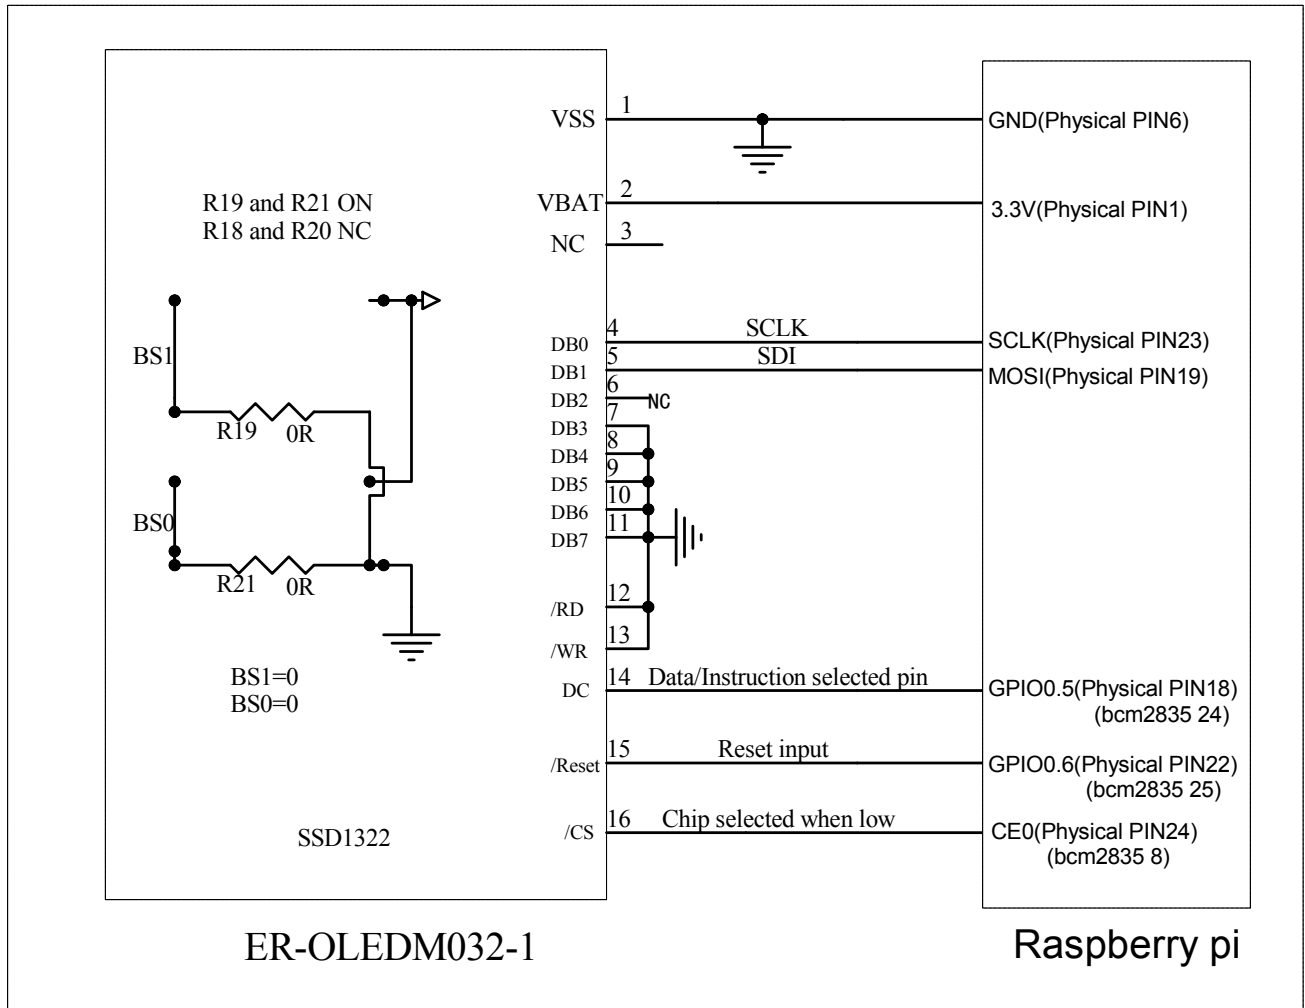 VSS 1 GND(Physical PIN6)
R19 and R21 ON
R18 and R20 NC
VBAT 2 3.3V(Physical PIN1)
NC 3
BS1
R19 0R
BS0
R21 0R
BS1=0
BS0=0
DB0 4 SCLK SCLK(Physical PIN23)
DB1 5 SDI MOSI(Physical PIN19)
DB2 6 NC
DB3 7
DB4 8
DB5 9
DB6 10
DB7 11
/RD 12
/WR 13
DC 14 Data/Instruction selected pin GPIO0.5(Physical PIN18)
(bcm2835 24)
/Reset 15 Reset input GPIO0.6(Physical PIN22)
(bcm2835 25)
/CS 16 Chip selected when low CE0(Physical PIN24)
(bcm2835 8)
SSD1322
ER-OLEDM032-1
Raspberry pi